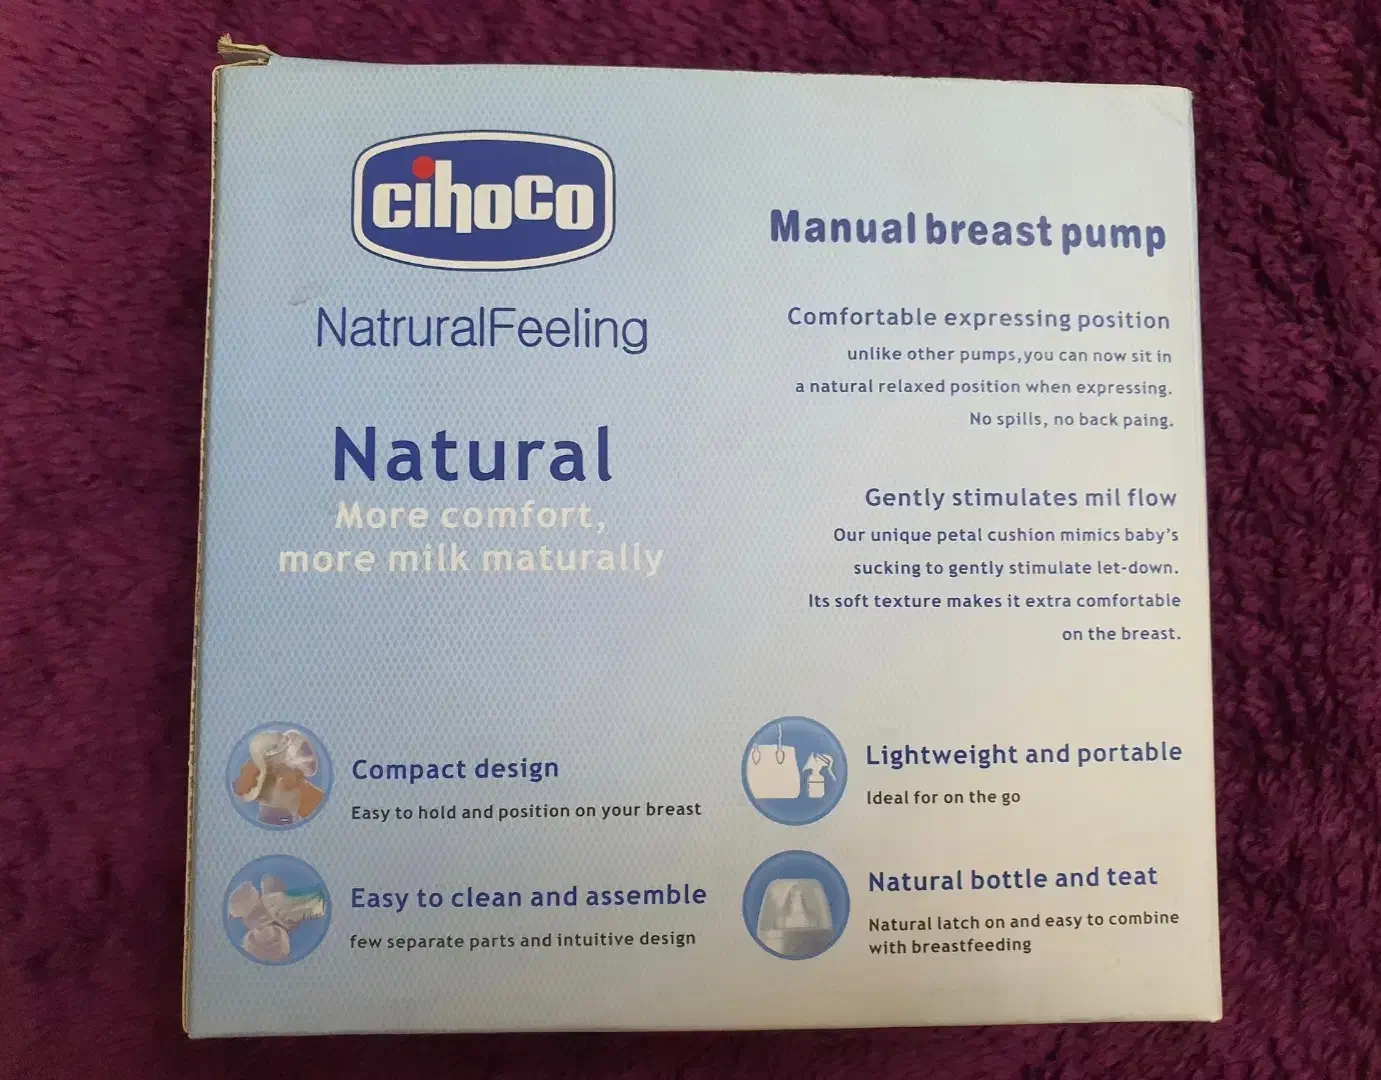 cihoco
NatruralFeeling
Natural
More comfort,
more milk maturally
Manual breast pump
Comfortable expressing position
unlike other pumps,you can now sit in
a natural relaxed position when expressing.
No spills, no back paing.
Gently stimulates mil flow
Our unique petal cushion mimics baby's
sucking to gently stimulate let-down.
Its soft texture makes it extra comfortable
on the breast.
Compact design
Easy to hold and position on your breast
Easy to clean and assemble
few separate parts and intuitive design
Lightweight and portable
Ideal for on the go
Natural bottle and teat
Natural latch on and easy to combine
with breastfeeding